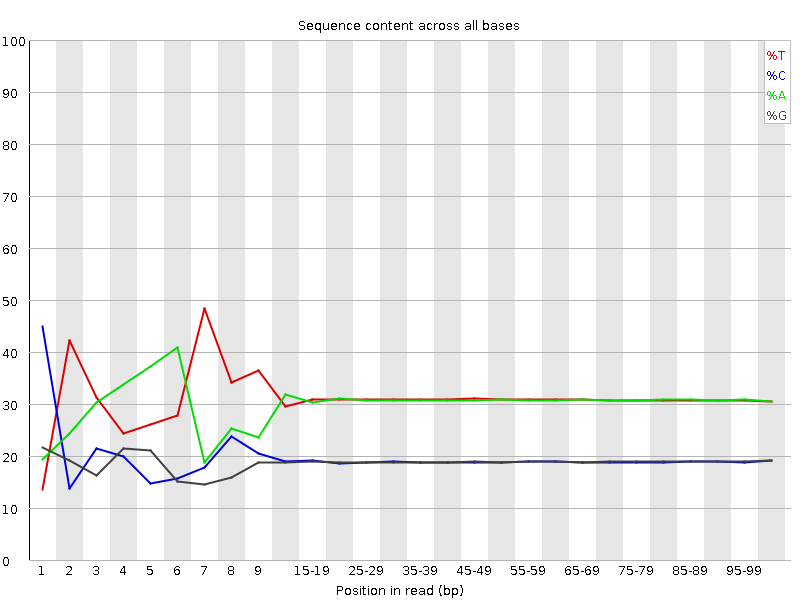 Sequence content across all bases
100
90
80
70
60
50
40
30
20
10
0
%T
%C
%A
%G
1 2 3 4 5 6 7 8 9 15-19 25-29 35-39 45-49 55-59 65-69 75-79 85-89 95-99
Position in read (bp)